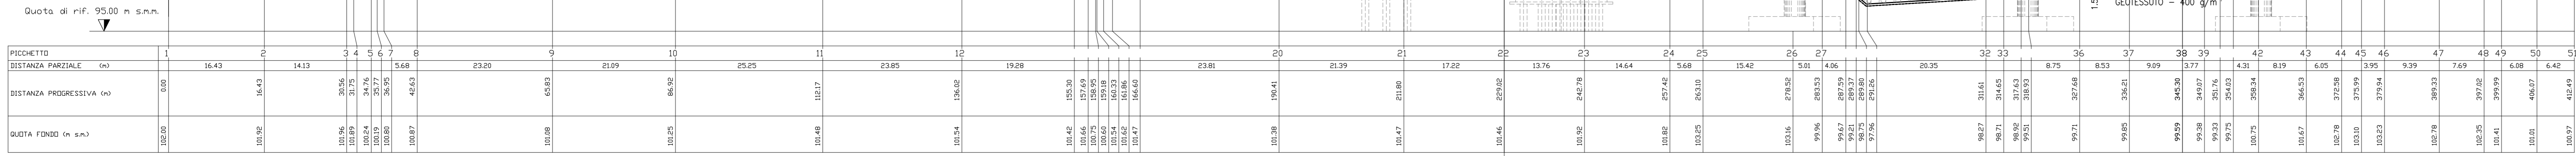 Quota di rif. 95.00 m s.m.m.
GEOTESSUTO - 400 g/m
PICCHETTO 1 2 3 4 5 6 7 8 9 10 11 12 20 21 22 23 24 25 26 27 32 33 36 37 38 39 42 43 44 45 46 47 48 49 50 51
DISTANZA PARZIALE (m) 16.43 14.13 5.68 23.20 21.09 25.25 23.85 19.28 23.81 21.39 17.22 13.76 14.64 5.68 15.42 5.01 4.06 20.35 8.75 8.53 9.09 3.77 4.31 8.19 6.05 3.95 9.39 7.69 6.08 6.42
DISTANZA PROGRESSIVA (m) 0.00 16.43 30.56 31.75 34.76 35.77 36.95 42.63 65.83 86.92 112.17 136.02 155.30 157.69 158.95 159.18 160.33 161.86 166.60 190.41 211.80 229.02 242.78 257.42 263.10 278.52 283.53 287.59 289.37 289.80 291.26 311.61 314.65 317.63 318.93 327.68 336.21 345.30 349.07 351.76 354.03 358.34 366.53 372.58 375.99 379.94 389.33 397.02 399.99 406.07 412.49
QUOTA FONDO (m s.m.) 102.00 101.92 101.96 101.89 100.24 100.19 100.80 100.87 101.08 101.25 101.48 101.54 101.42 101.66 100.75 100.60 101.54 101.62 101.47 101.38 101.47 101.46 101.92 101.82 103.25 103.16 99.96 99.67 99.21 98.75 97.96 98.27 98.71 98.92 99.51 99.71 99.85 99.59 99.38 99.33 99.75 100.75 101.67 102.78 103.10 103.23 102.78 102.35 101.41 101.01 100.97